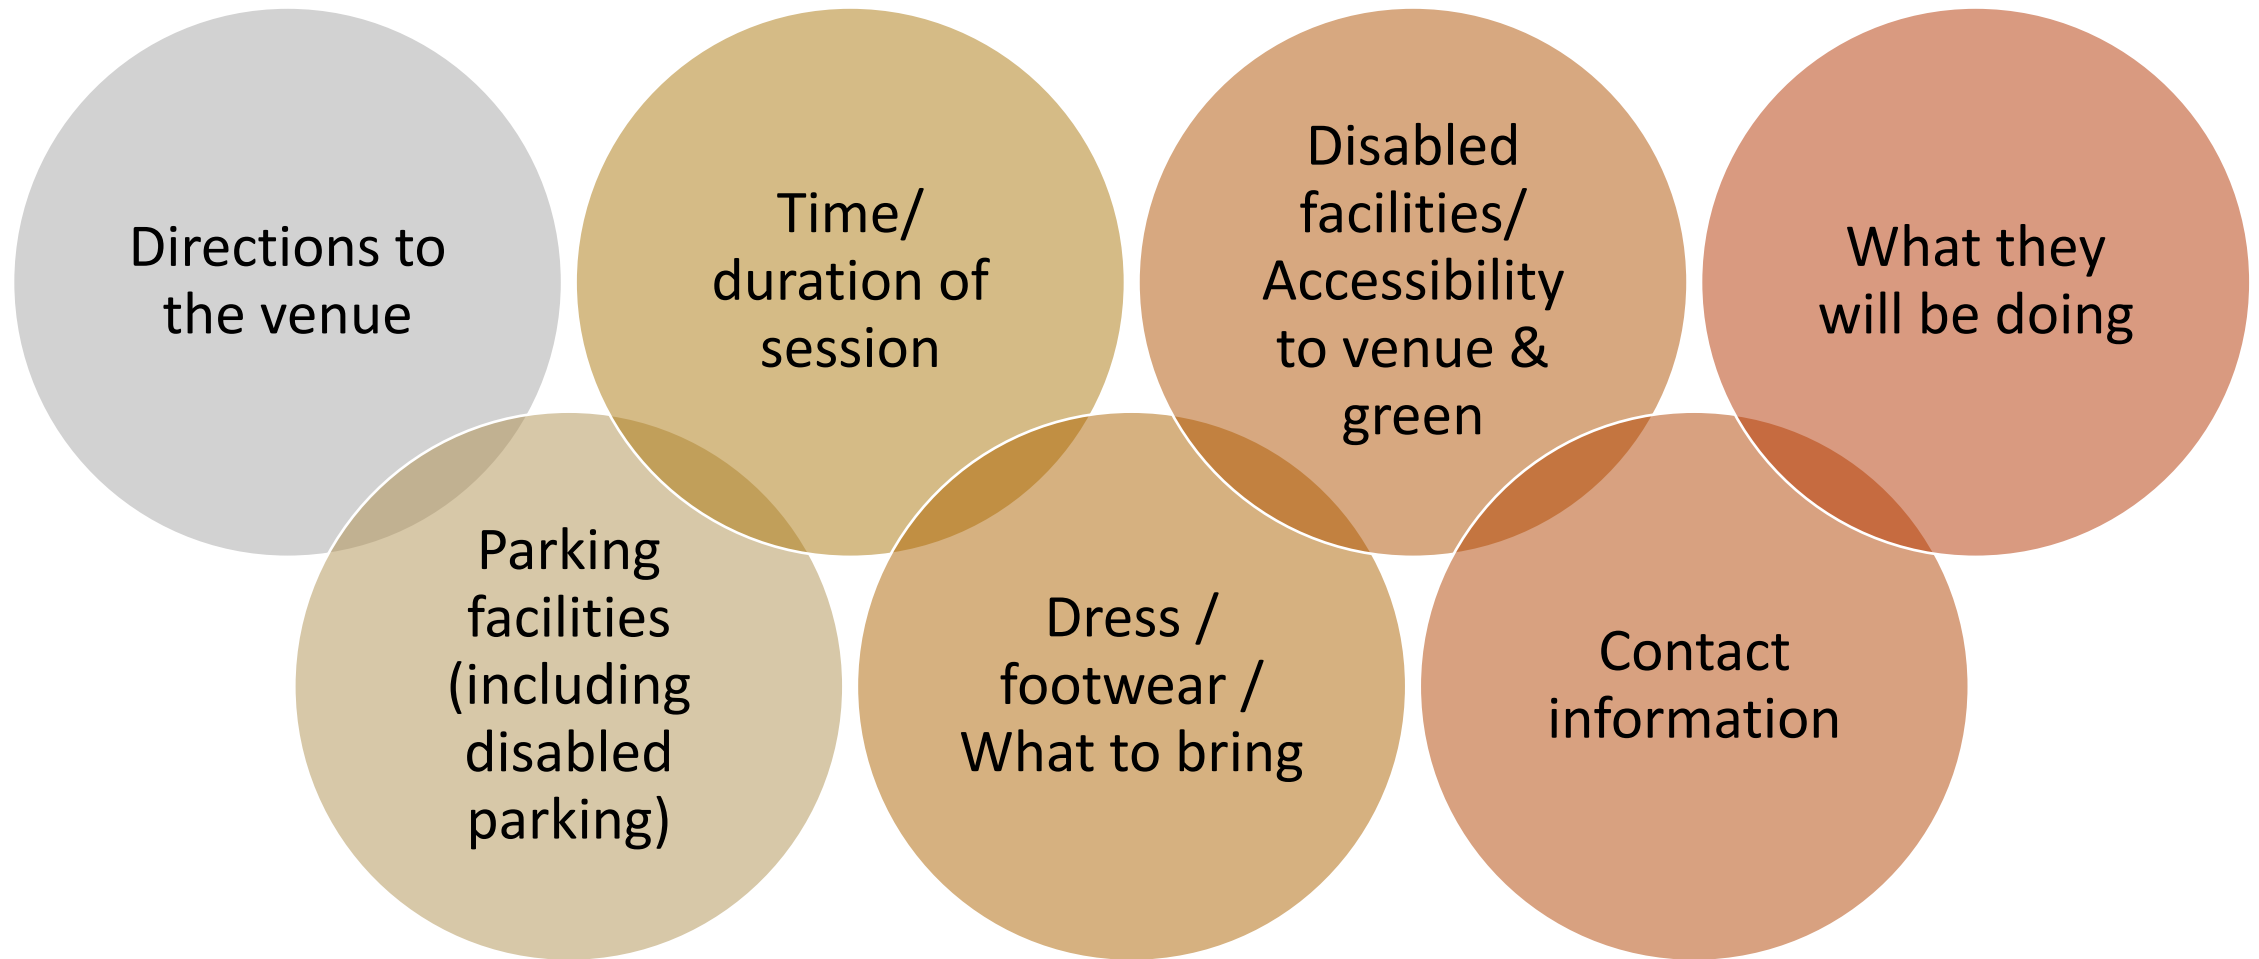 Directions to
the venue
Parking
facilities
(including
disabled
parking)
Time/
duration of
session
Dress /
footwear /
What to bring
Disabled
facilities/
Accessibility
to venue &
green
Contact
information
What they
will be doing